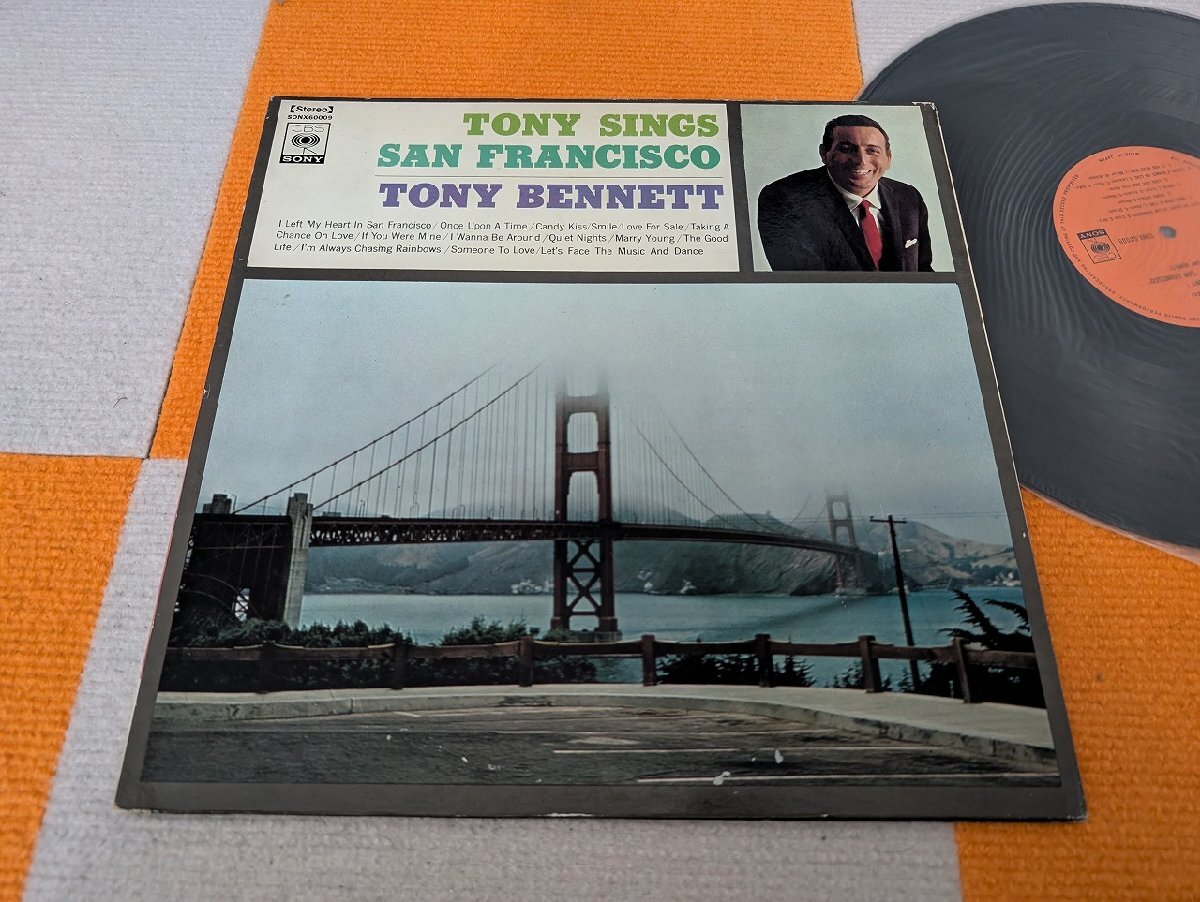 [Stereo]
SONX60009
CBS
SONY
TONY SINGS
SAN FRANCISCO
TONY BENNETT
I Left My Heart In San Francisco/Once Upon A Time/Candy Kiss/Smile/Love For Sale/Taking A
Chance On Love/If You Were Mine/I Wanna Be Around/Quiet Nights/Marry Young/The Good
Life/I'm Always Chasing Rainbows/Someone To Love/Let's Face The Music And Dance
CBS